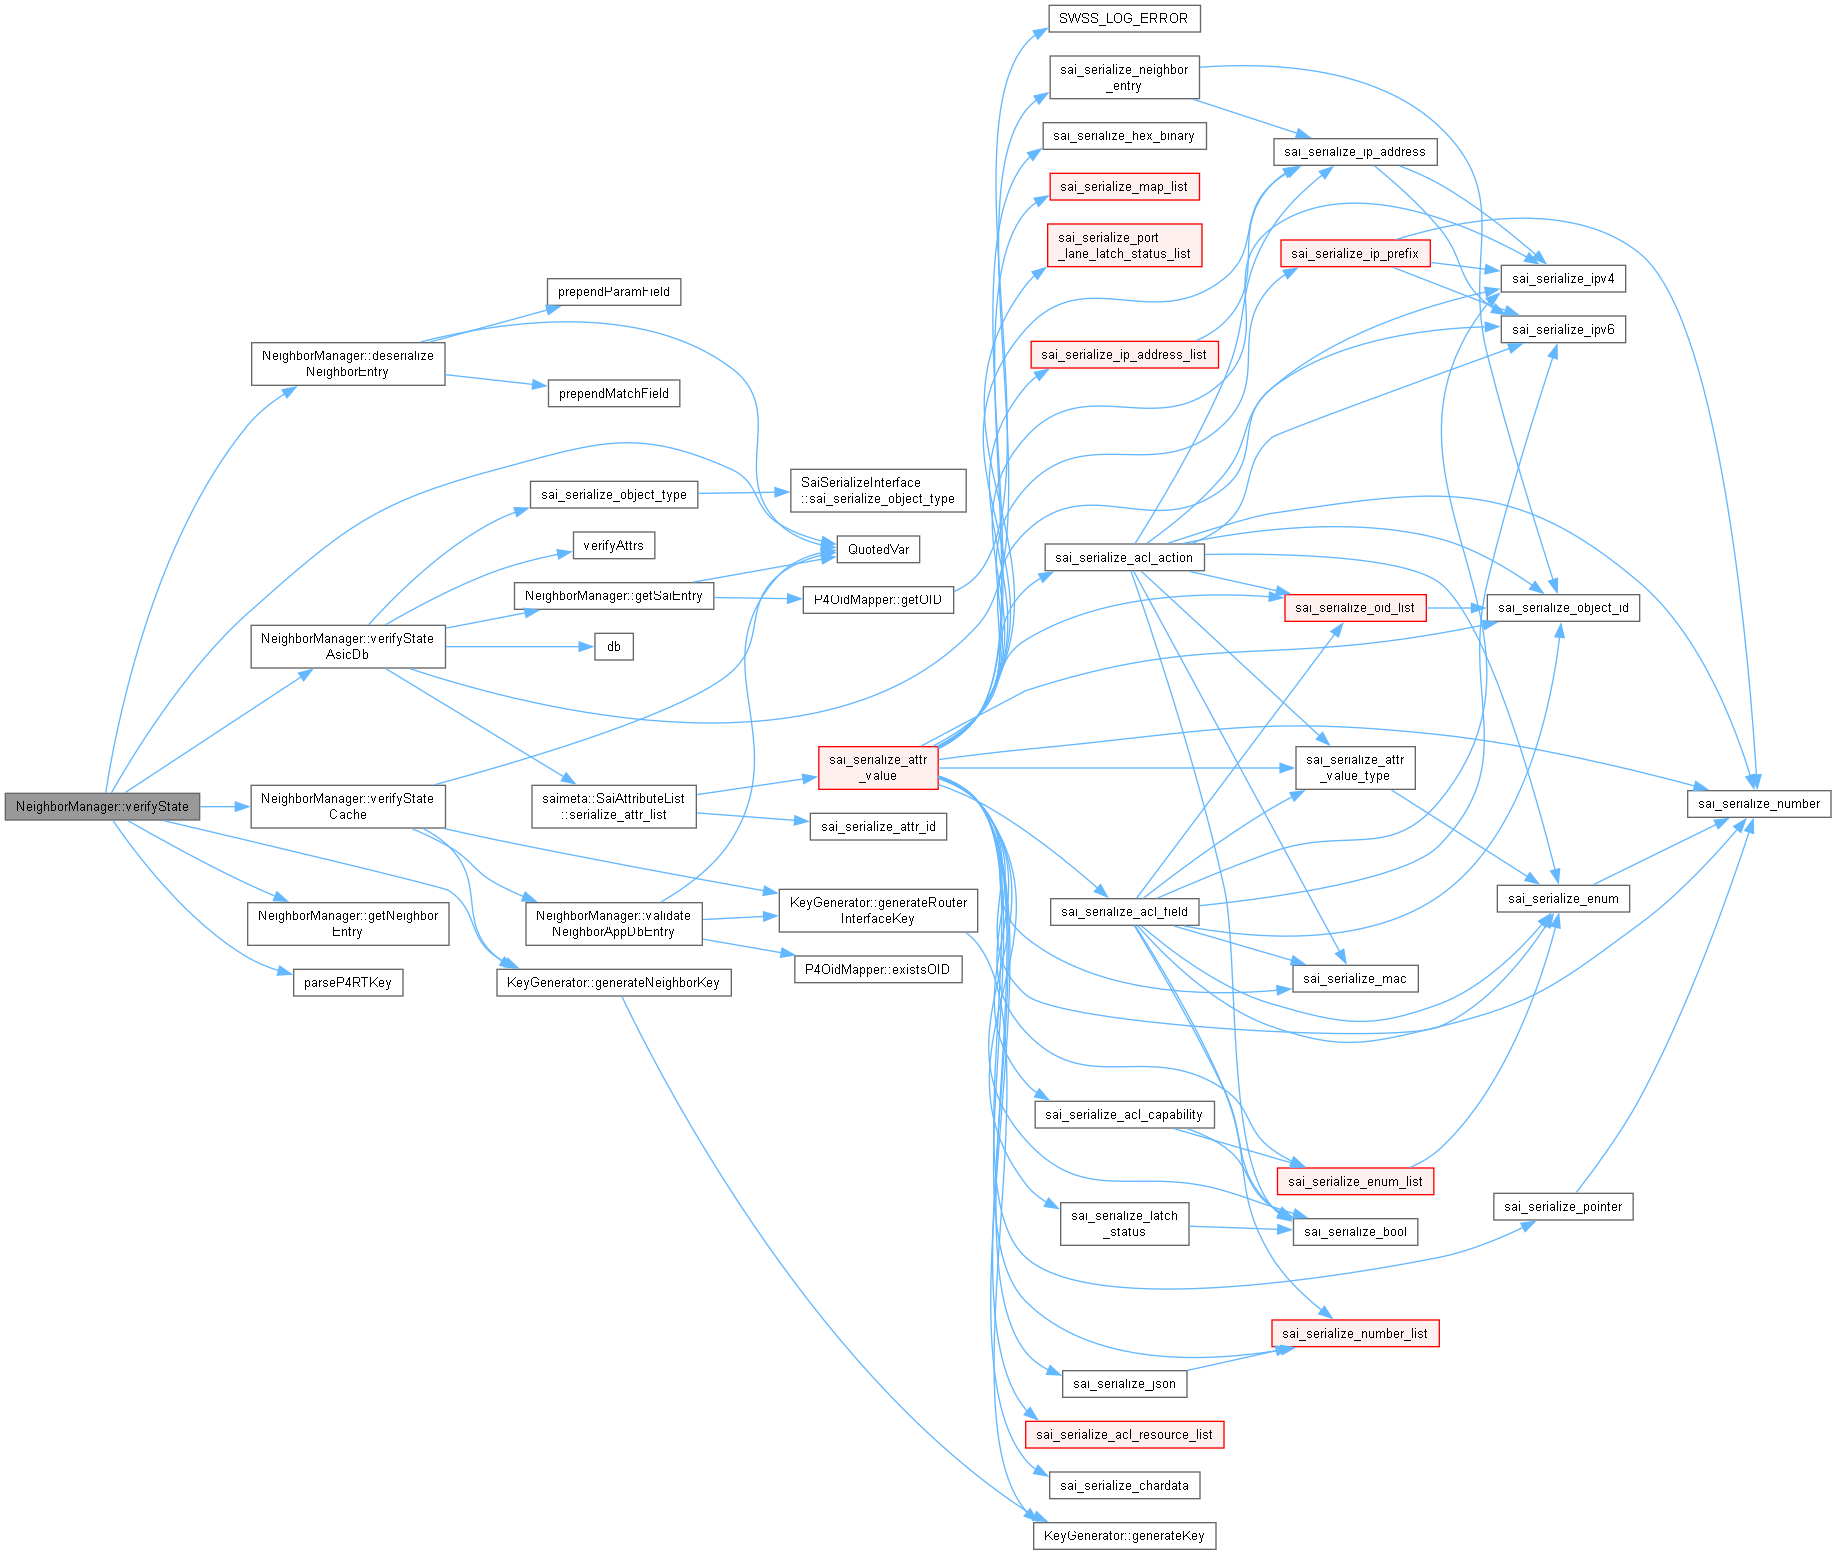 NeighborManager::verifyState
NeighborManager::deserialize
NeighborEntry
prependParamField
prependMatchField
NeighborManager::verifyState
AsicDb
sai_serialize_object_type
SaiSerializeInterface
::sai_serialize_object_type
verifyAttrs
QuotedVar
NeighborManager::getSaiEntry
P4OidMapper::getOID
db
saimeta::SaiAttributeList
::serialize_attr_list
sai_serialize_attr
_value
sai_serialize_attr_id
NeighborManager::verifyState
Cache
NeighborManager::validate
NeighborAppDbEntry
KeyGenerator::generateRouter
InterfaceKey
P4OidMapper::existsOID
NeighborManager::getNeighbor
Entry
parseP4RTKey
KeyGenerator::generateNeighborKey
SWSS_LOG_ERROR
sai_serialize_neighbor
_entry
sai_serialize_hex_binary
sai_serialize_map_list
sai_serialize_port
_lane_latch_status_list
sai_serialize_ip_address_list
sai_serialize_acl_action
sai_serialize_acl_field
sai_serialize_acl_capability
sai_serialize_latch
_status
sai_serialize_json
sai_serialize_acl_resource_list
sai_serialize_chardata
KeyGenerator::generateKey
sai_serialize_ip_address
sai_serialize_ip_prefix
sai_serialize_oid_list
sai_serialize_attr
_value_type
sai_serialize_mac
sai_serialize_enum_list
sai_serialize_bool
sai_serialize_number_list
sai_serialize_ipv4
sai_serialize_ipv6
sai_serialize_object_id
sai_serialize_enum
sai_serialize_pointer
sai_serialize_number